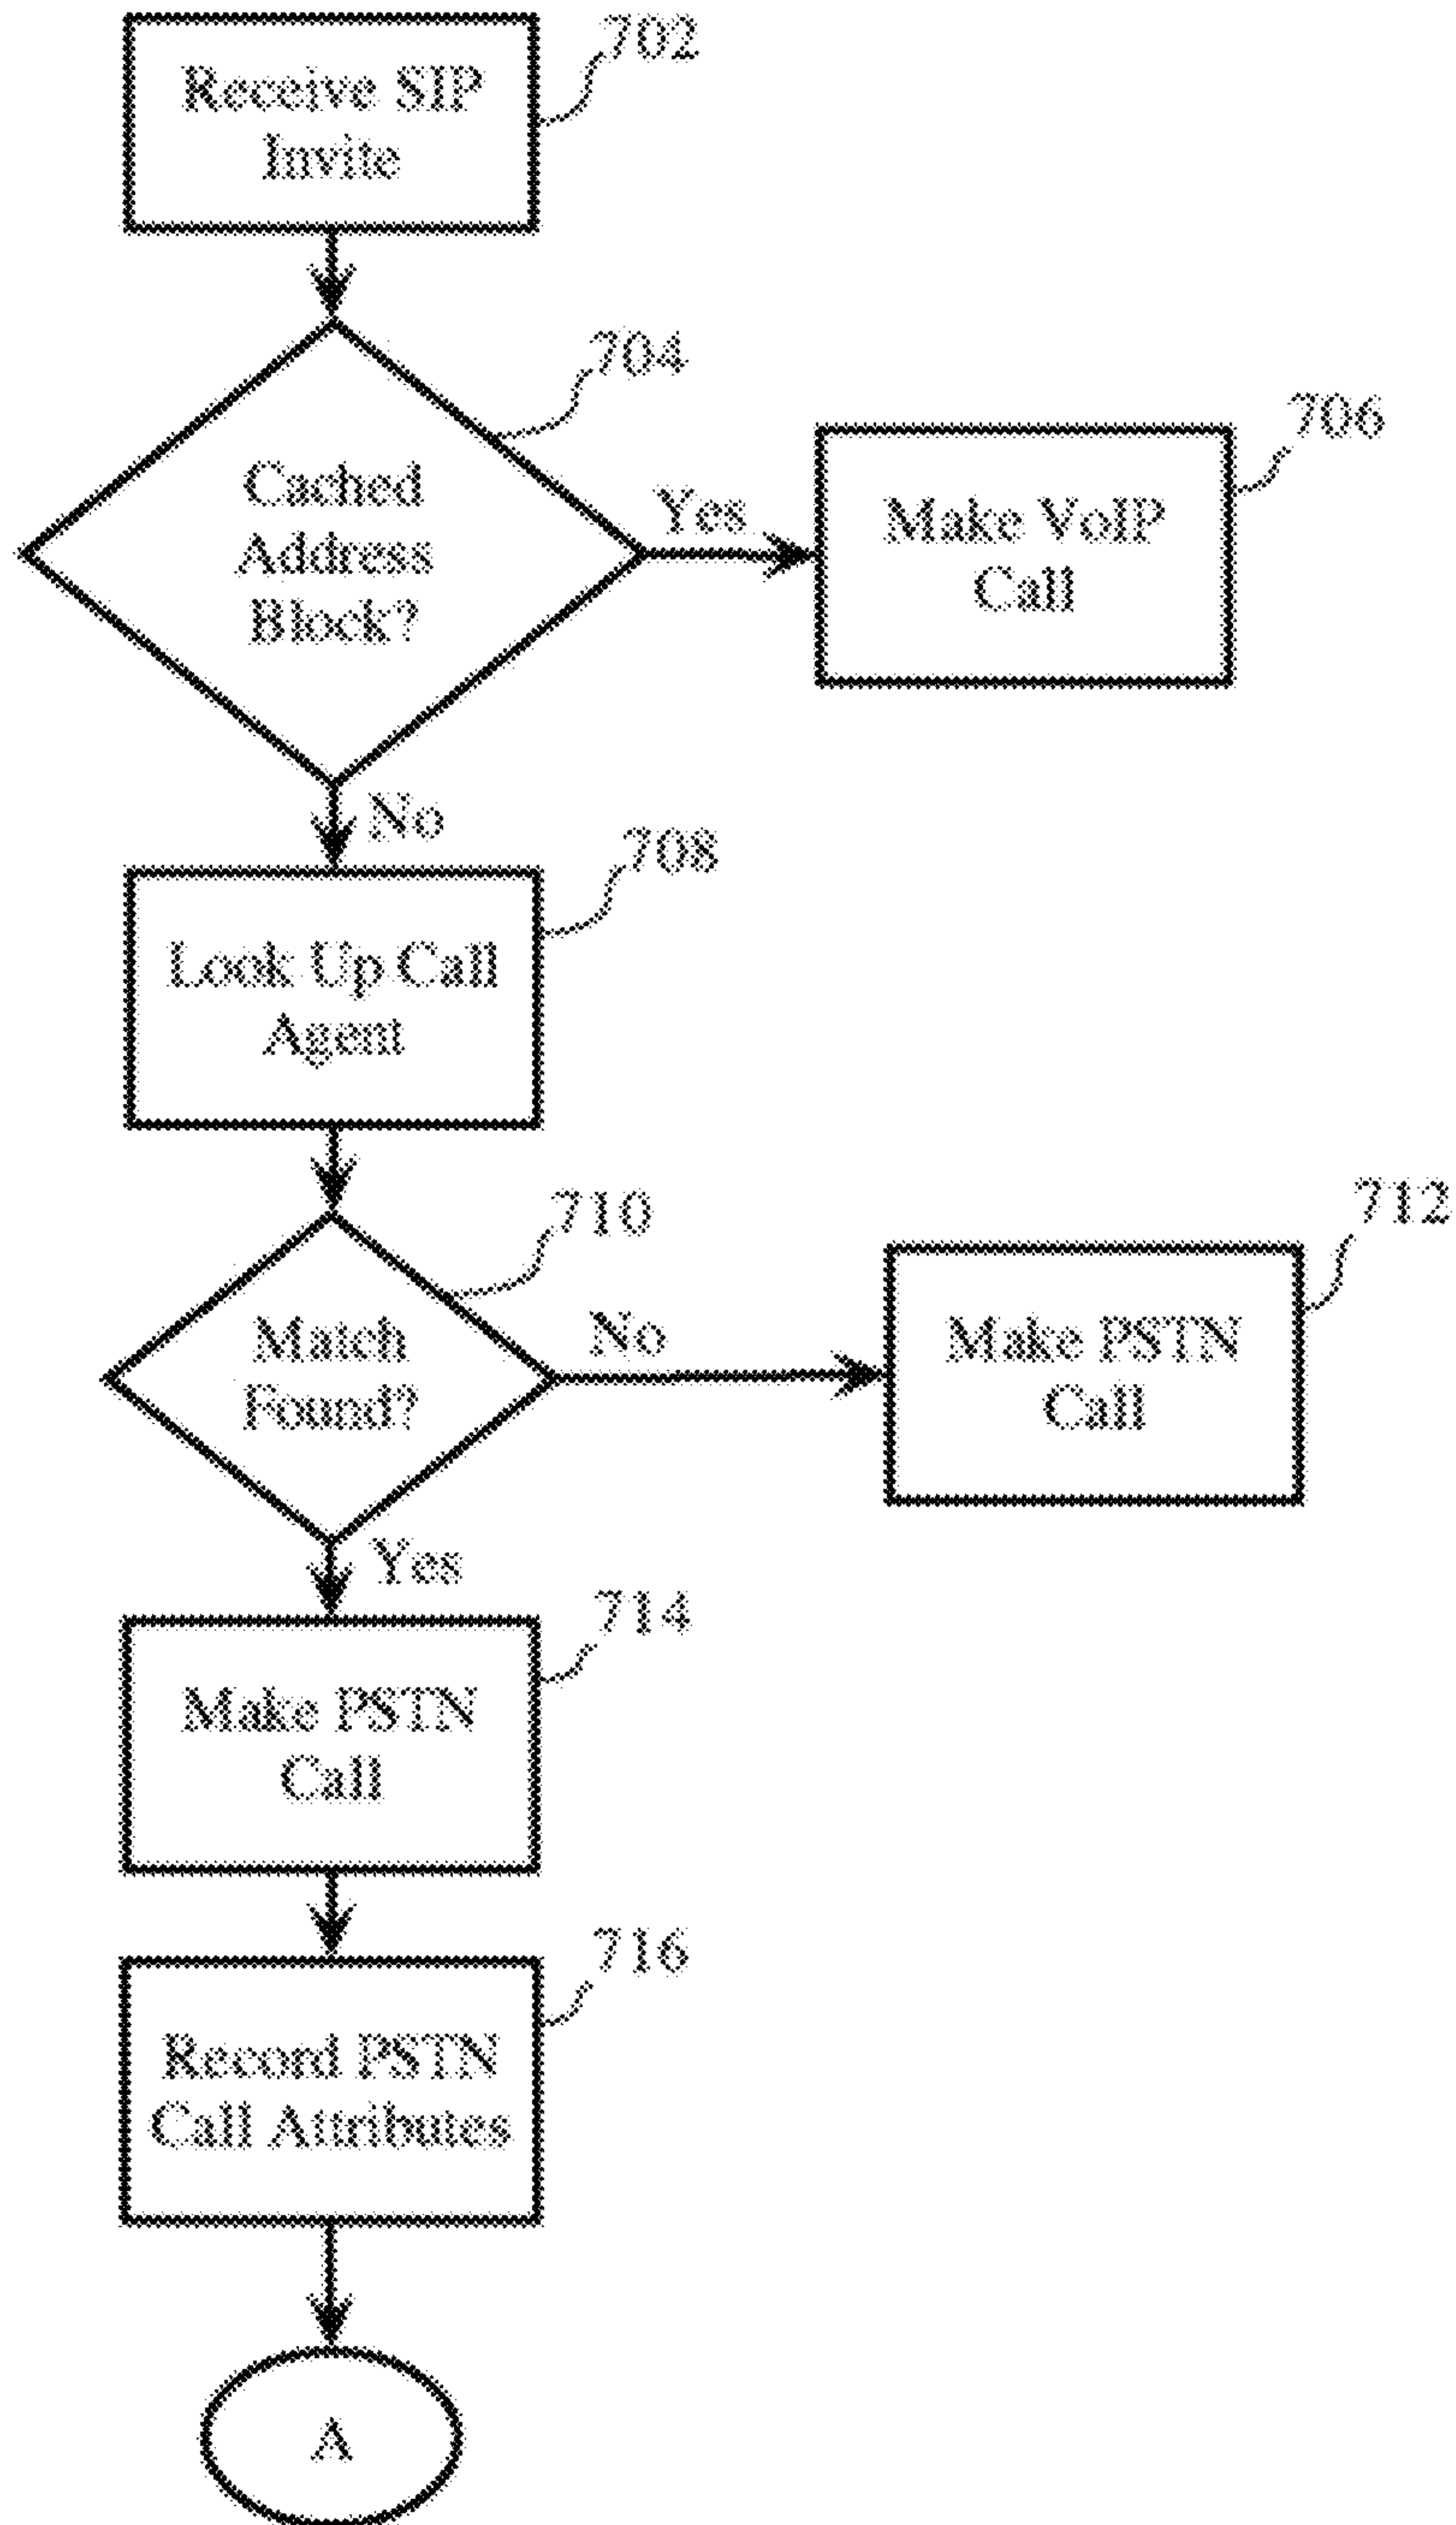 702
Receive SIP
Invite
704
Cached
Address
Block?
Yes
706
Make VoIP
Call
No
708
Look Up Call
Agent
710
Match
Found?
No
712
Make PSTN
Call
Yes
714
Make PSTN
Call
716
Record PSTN
Call Attributes
A